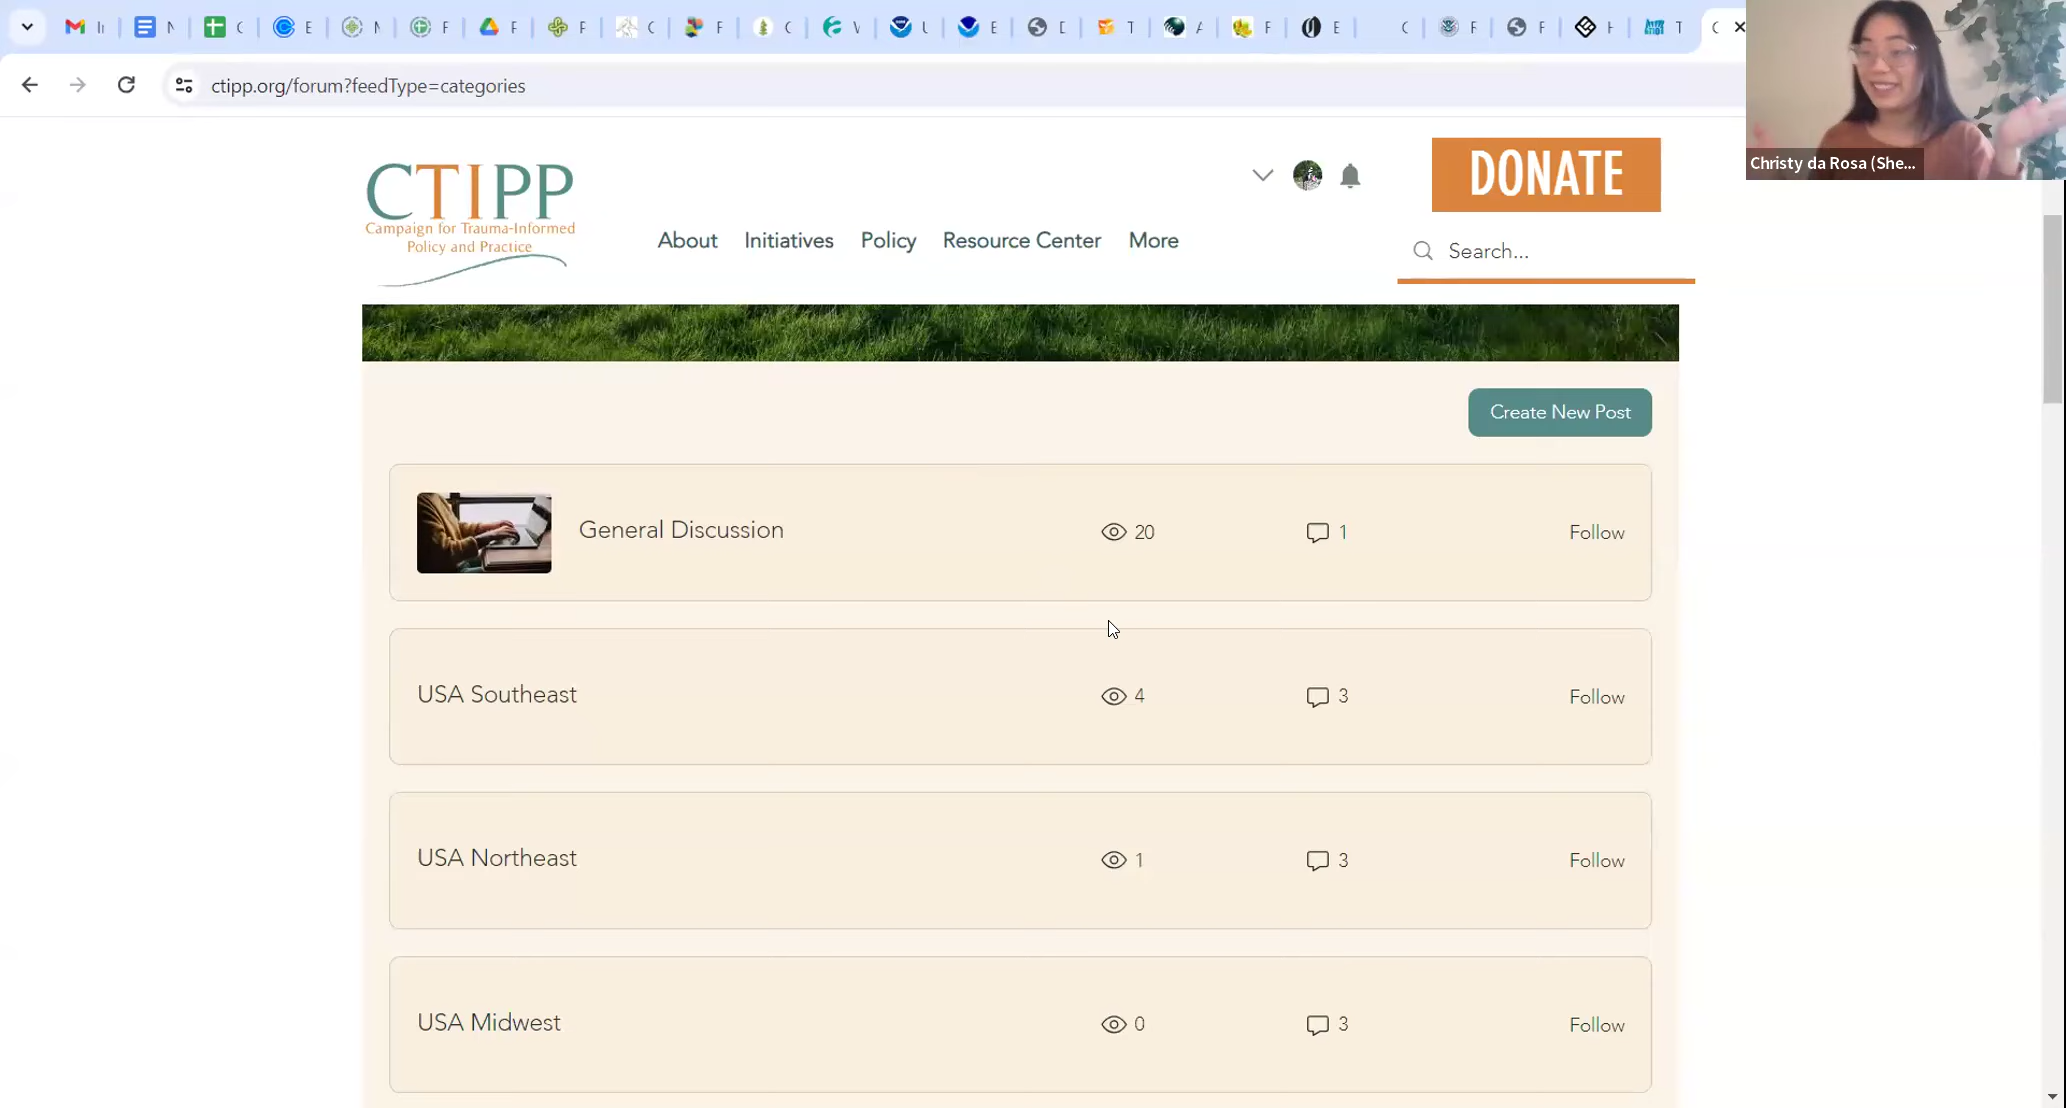 ctipp.org/forum?feedType=categories
Christy da Rosa (She...
CTIPP
Campaign for Trauma-Informed
Policy and Practice
About
Initiatives
Policy
Resource Center
More
DONATE
Search...
Create New Post
General Discussion
20
1
Follow
USA Southeast
4
3
Follow
USA Northeast
1
3
Follow
USA Midwest
0
3
Follow